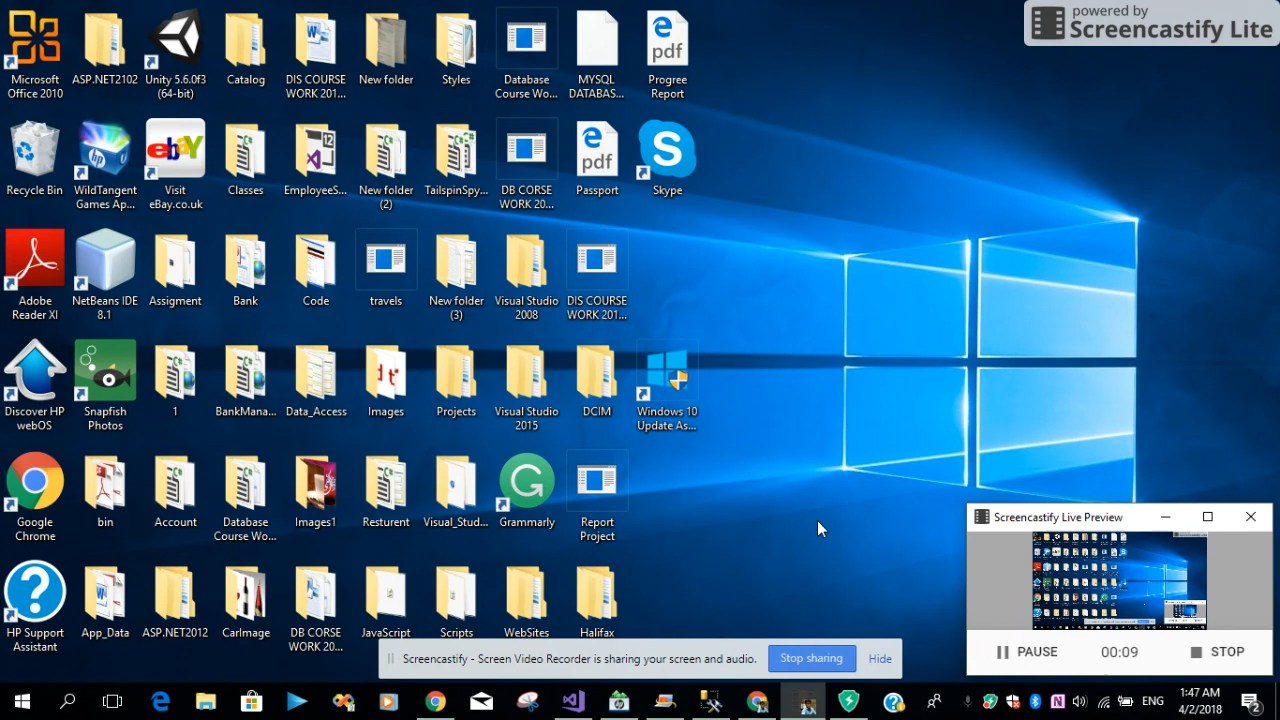 powered by
Screencastify Lite
Microsoft
Office 2010
ASP.NET2102
Unity 5.6.0f3
(64-bit)
Catalog
DIS COURSE
WORK 201...
New folder
Styles
Database
Course Wo...
MYSQL
DATABAS...
Progree
Report
pdf
Recycle Bin
WildTangent
Games Ap...
ebay
Visit
eBay.co.uk
Classes
12
EmployeeS...
New folder
(2)
TailspinSpy...
DB CORSE
WORK 20...
pdf
Passport
Skype
Adobe
Reader XI
NetBeans IDE
8.1
Assigment
Bank
Code
travels
New folder
(3)
Visual Studio
2008
DIS COURSE
WORK 201...
Discover HP
webOS
Snapfish
Photos
1
BankMana...
Data_Access
Images
Projects
Visual Studio
2015
DCIM
Windows 10
Update As...
Google
Chrome
bin
Account
Database
Course Wo...
Images1
Resturent
Visual_Stud...
Grammarly
Report
Project
HP Support
Assistant
App_Data
ASP.NET2012
CarImage
DB CORSE
WORK 20...
JavaScript
Scripts
WebSites
Halifax
Screencastify Live Preview
PAUSE
00:09
STOP
Screencastify - Screen Video Recorder is sharing your screen and audio.
Stop sharing
Hide
ENG
1:47 AM
4/2/2018
2